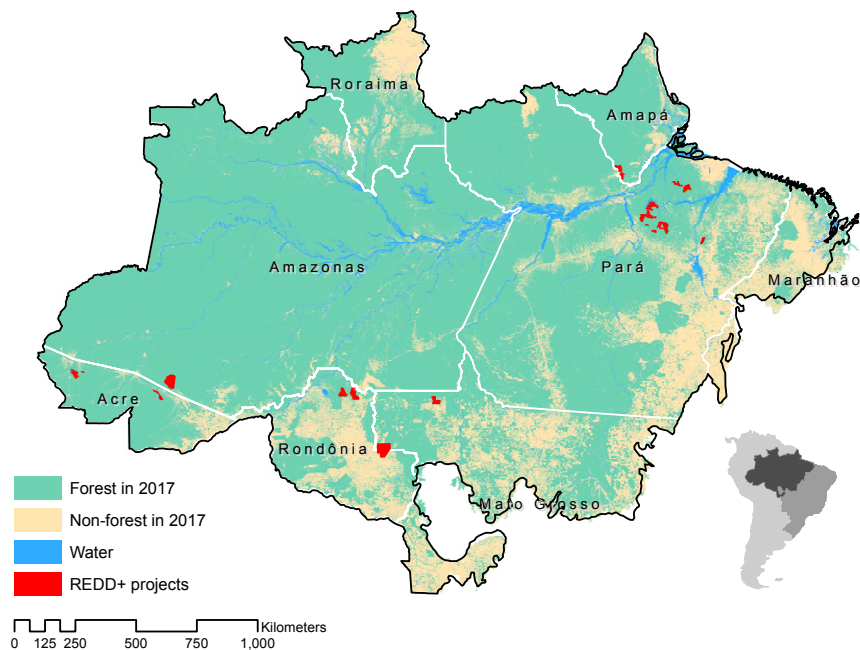 Roraima
Amapá
Amazonas
Pará
Maranhão
Acre
Rondônia
Mato Grosso
Forest in 2017
Non-forest in 2017
Water
REDD+ projects
Kilometers
0 125 250 500 750 1,000